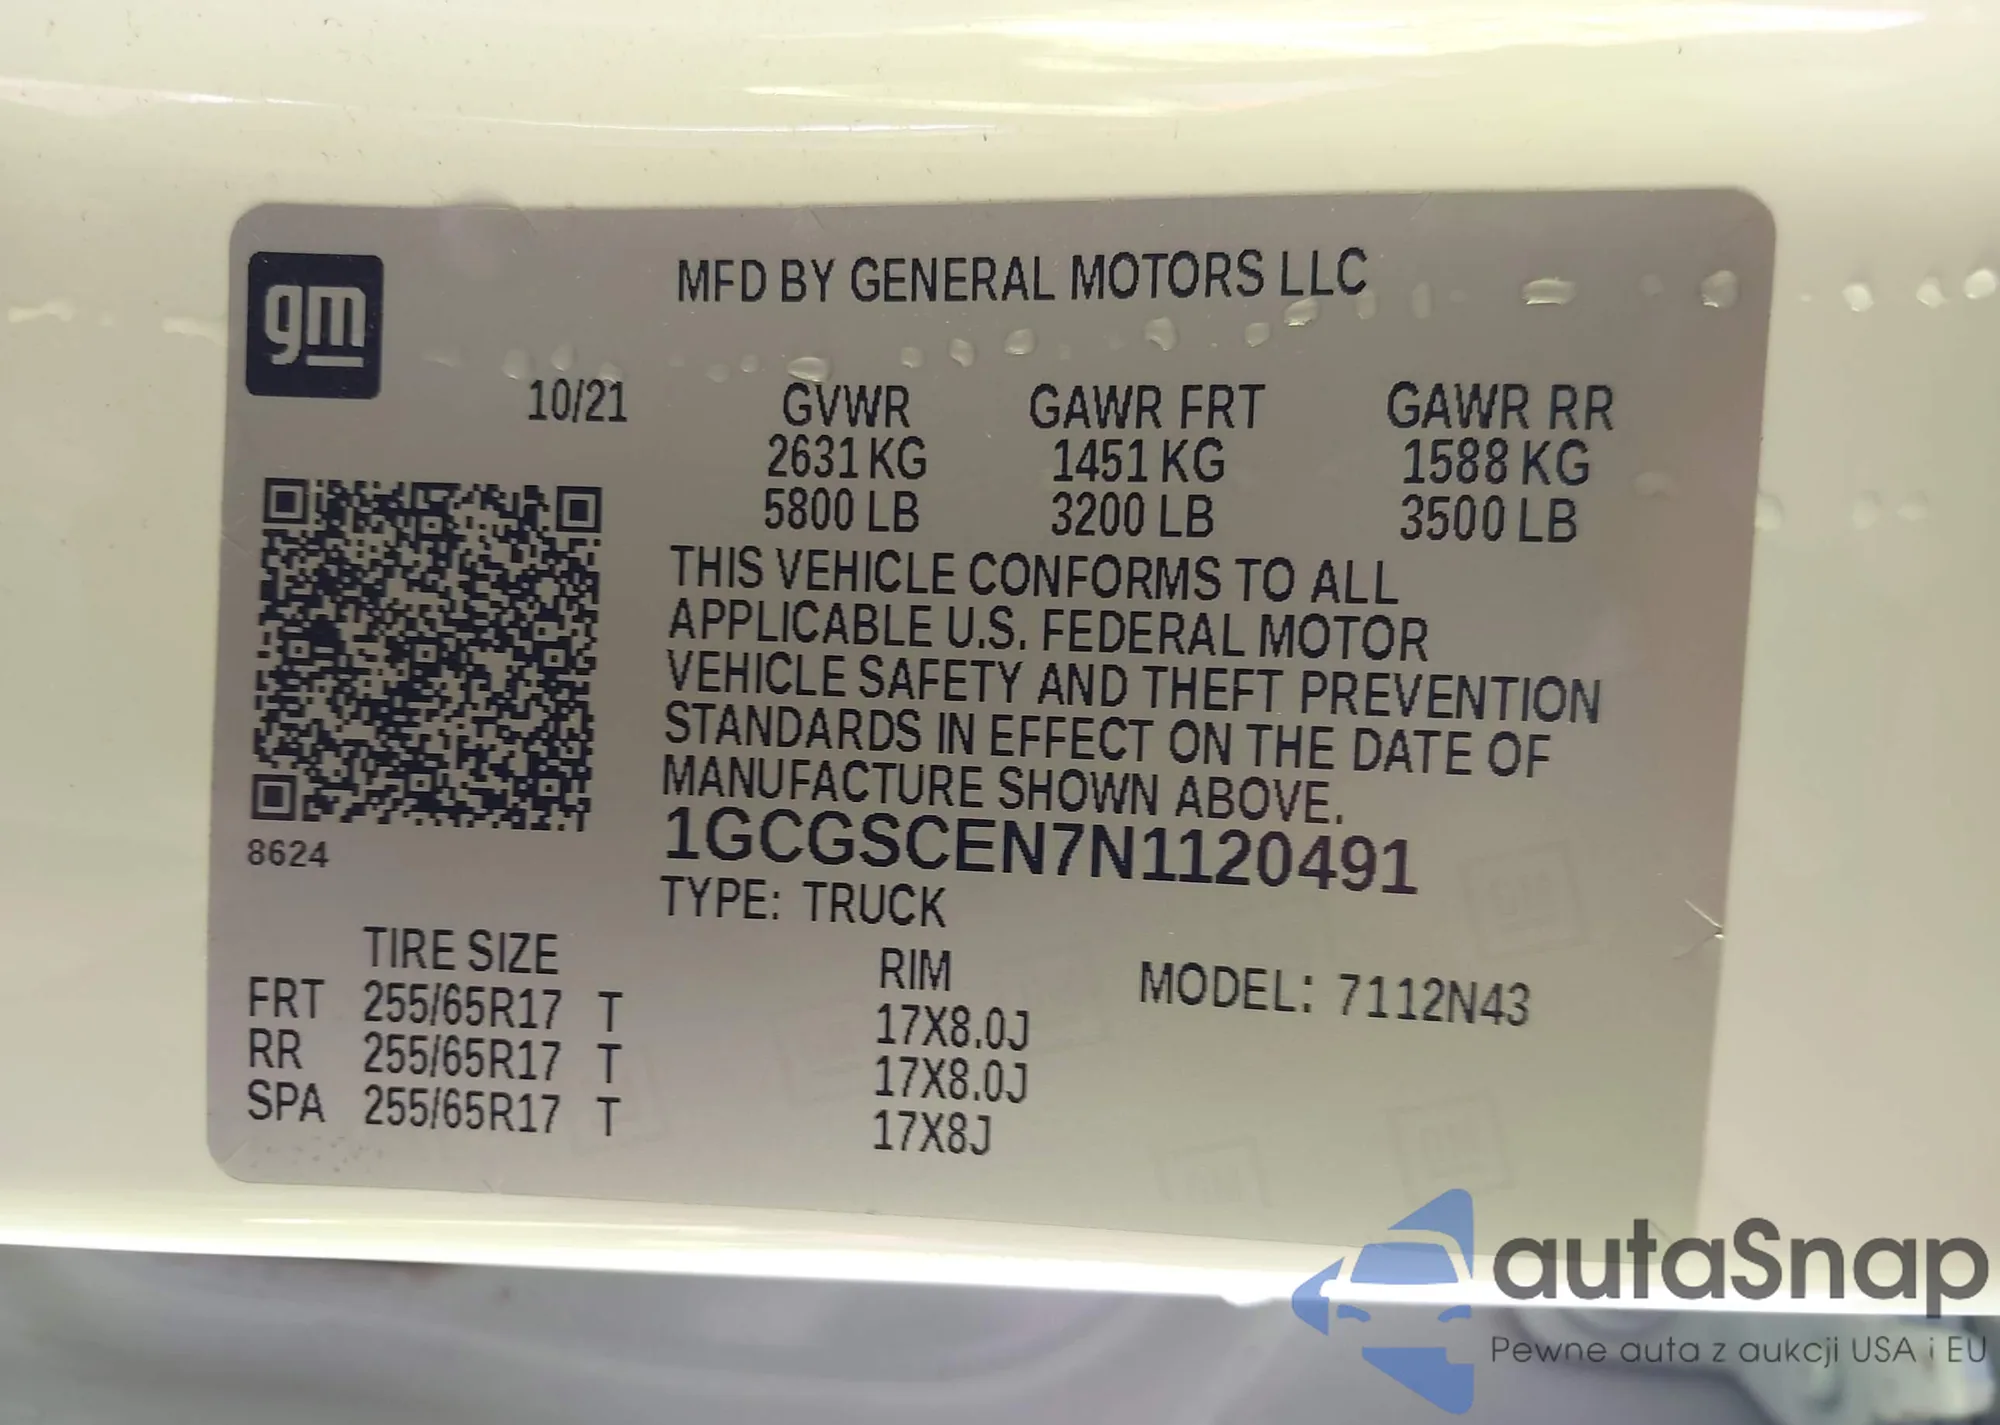 gm
MFD BY GENERAL MOTORS LLC
10/21 GVWR GAWR FRT GAWR RR
2631 KG 1451 KG 1588 KG
5800 LB 3200 LB 3500 LB
THIS VEHICLE CONFORMS TO ALL
APPLICABLE U.S. FEDERAL MOTOR
VEHICLE SAFETY AND THEFT PREVENTION
STANDARDS IN EFFECT ON THE DATE OF
MANUFACTURE SHOWN ABOVE.
1GCGSCEN7N1120491
8624
TYPE: TRUCK
TIRE SIZE RIM MODEL: 7112N43
FRT 255/65R17 T 17X8.0J
RR 255/65R17 T 17X8.0J
SPA 255/65R17 T 17X8J
autaSnap
Pewne auta z aukcji USA i EU